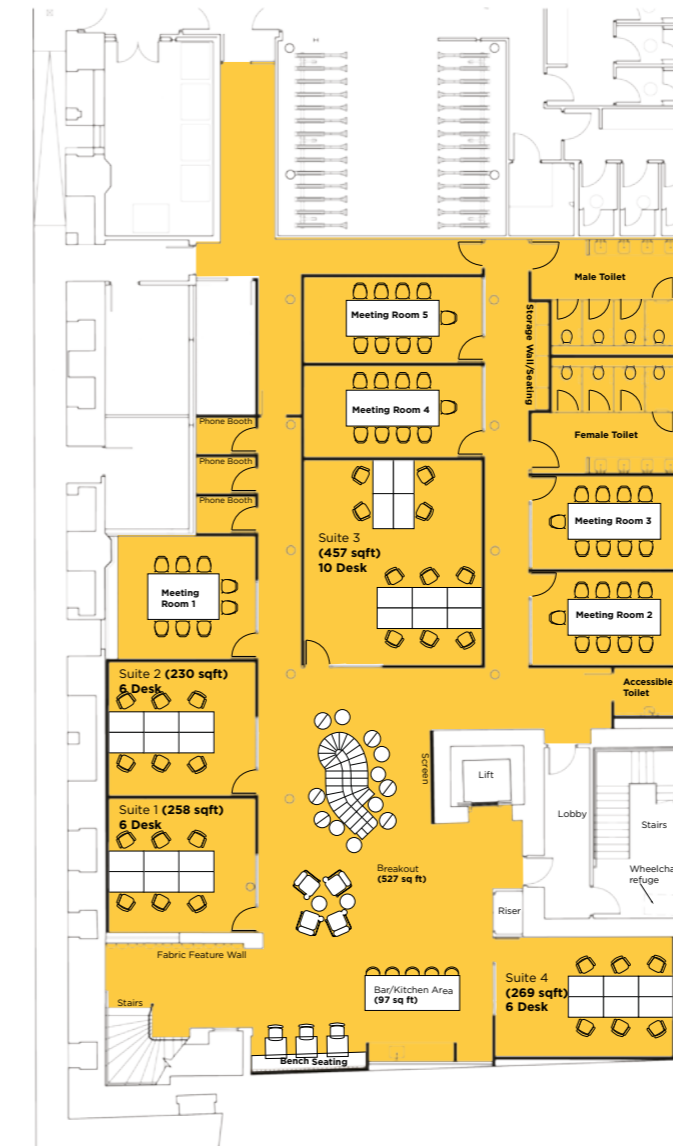 Male Toilet
Meeting Room 5
Storage Wall/Seating
Meeting Room 4
Phone Booth
Female Toilet
Phone Booth
Phone Booth
Suite 3
(457 sqft)
10 Desk
Meeting Room 3
Meeting
Room 1
Meeting Room 2
Suite 2 (230 sqft)
6 Desk
Accessible
Toilet
Screen
Lift
Suite 1 (258 sqft)
6 Desk
Lobby
Stairs
Breakout
(527 sq ft)
Wheelcha
refuge
Riser
Fabric Feature Wall
Suite 4
(269 sqft)
6 Desk
Bar/Kitchen Area
(97 sq ft)
Stairs
Bench Seating